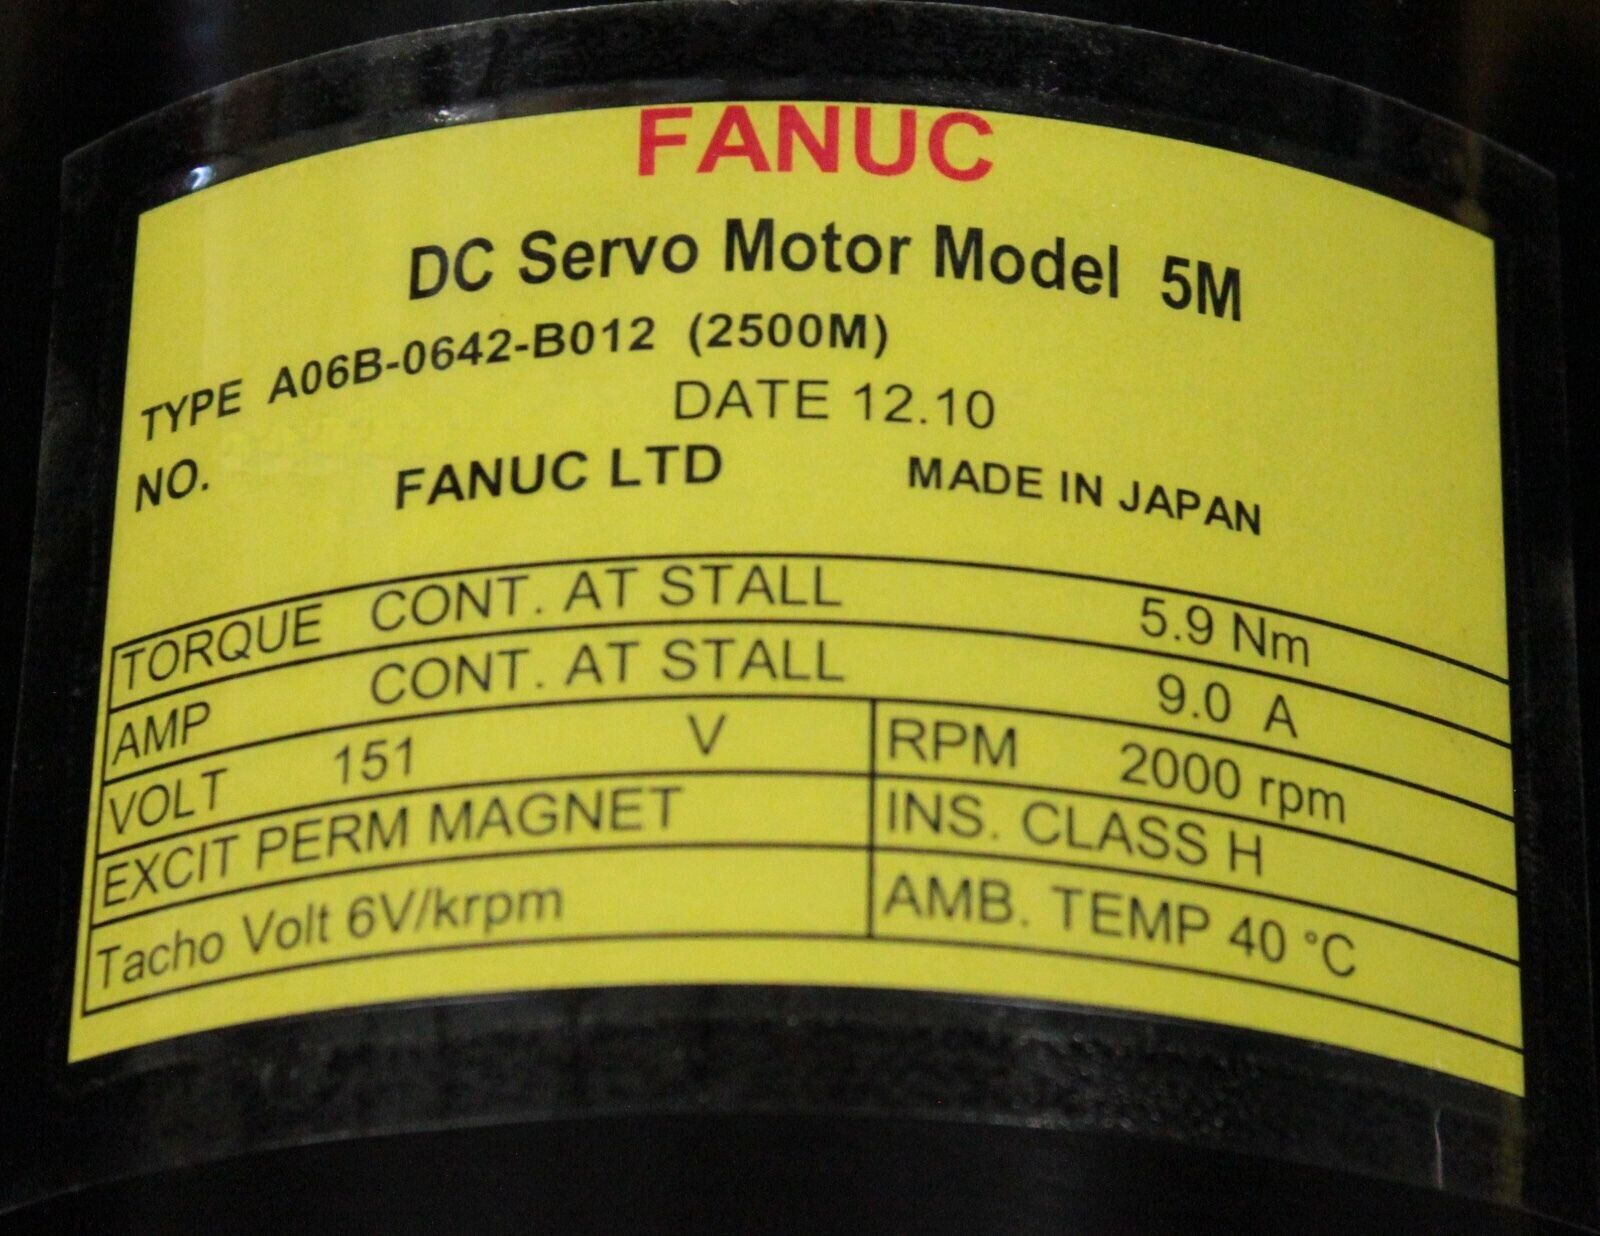 FANUC
DC Servo Motor Model 5M
TYPE A06B-0642-B012 (2500M)
DATE 12.10
NO.
FANUC LTD MADE IN JAPAN
TORQUE CONT. AT STALL 5.9 Nm
AMP CONT. AT STALL 9.0 A
VOLT 151 V RPM 2000 rpm
EXCIT PERM MAGNET INS. CLASS H
Tacho Volt 6V/krpm AMB. TEMP 40 °C